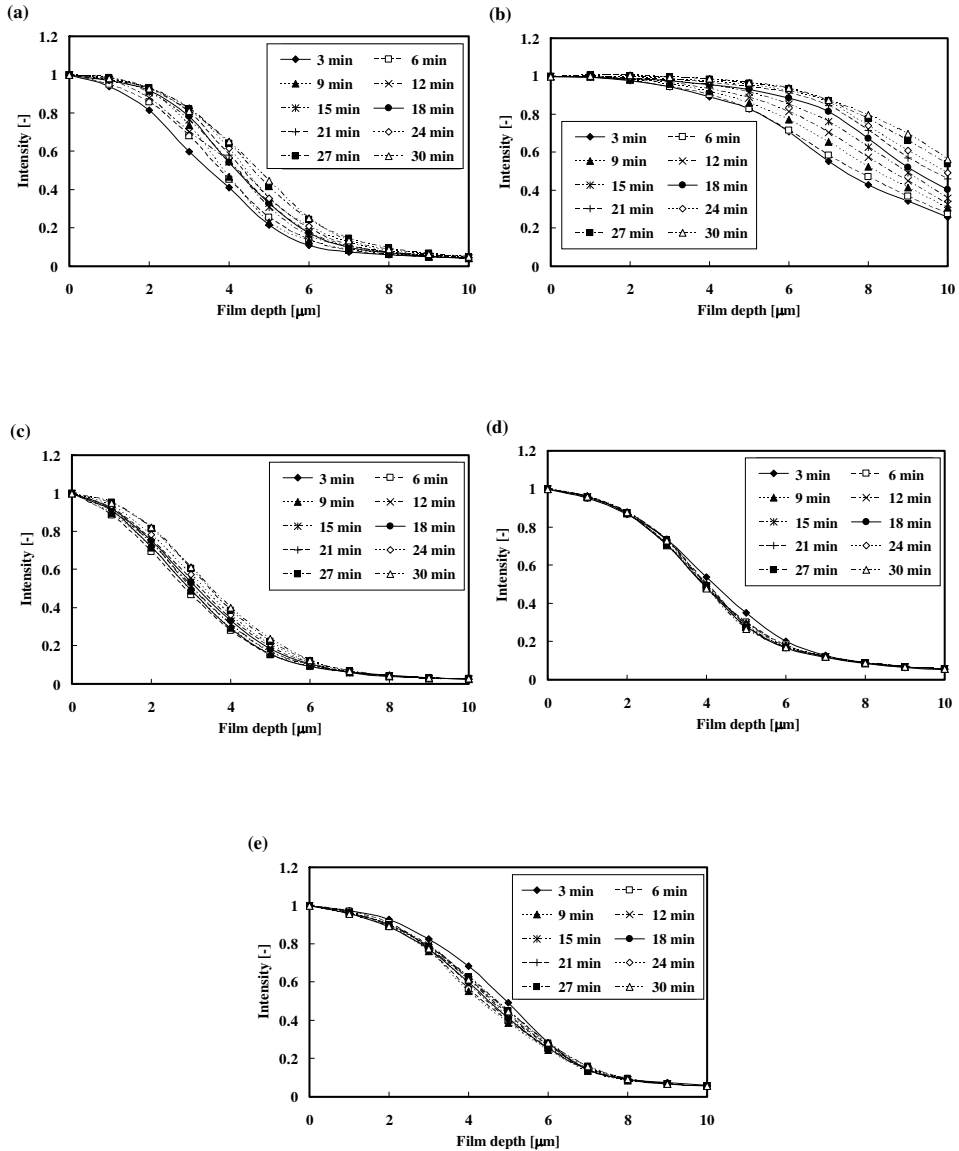 (a)
1.2
1
0.8
0.6
0.4
0.2
0
Intensity [-]
3 min 6 min
9 min 12 min
15 min 18 min
21 min 24 min
27 min 30 min
0 2 4 6 8 10
Film depth [μm]
(b)
1.2
1
0.8
0.6
0.4
0.2
0
Intensity [-]
3 min 6 min
9 min 12 min
15 min 18 min
21 min 24 min
27 min 30 min
0 2 4 6 8 10
Film depth [μm]
(c)
1.2
1
0.8
0.6
0.4
0.2
0
Intensity [-]
3 min 6 min
9 min 12 min
15 min 18 min
21 min 24 min
27 min 30 min
0 2 4 6 8 10
Film depth [μm]
(d)
1.2
1
0.8
0.6
0.4
0.2
0
Intensity [-]
3 min 6 min
9 min 12 min
15 min 18 min
21 min 24 min
27 min 30 min
0 2 4 6 8 10
Film depth [μm]
(e)
1.2
1
0.8
0.6
0.4
0.2
0
Intensity [-]
3 min 6 min
9 min 12 min
15 min 18 min
21 min 24 min
27 min 30 min
0 2 4 6 8 10
Film depth [μm]